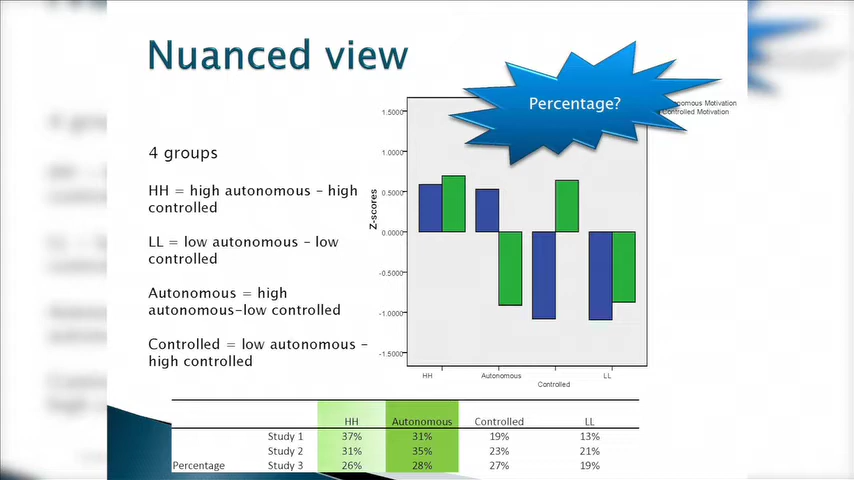 Nuanced view
Percentage?
Motivation
Controlled Motivation
4 groups
HH = high autonomous – high
controlled
LL = low autonomous – low
controlled
Autonomous = high
autonomous–low controlled
Controlled = low autonomous –
high controlled
Z-scores
1.5000
1.0000
0.5000
0.0000
-0.5000
-1.0000
-1.5000
HH Autonomous LL
Controlled
HH Autonomous Controlled LL
Study 1 37% 31% 19% 13%
Study 2 31% 35% 23% 21%
Percentage Study 3 26% 28% 27% 19%